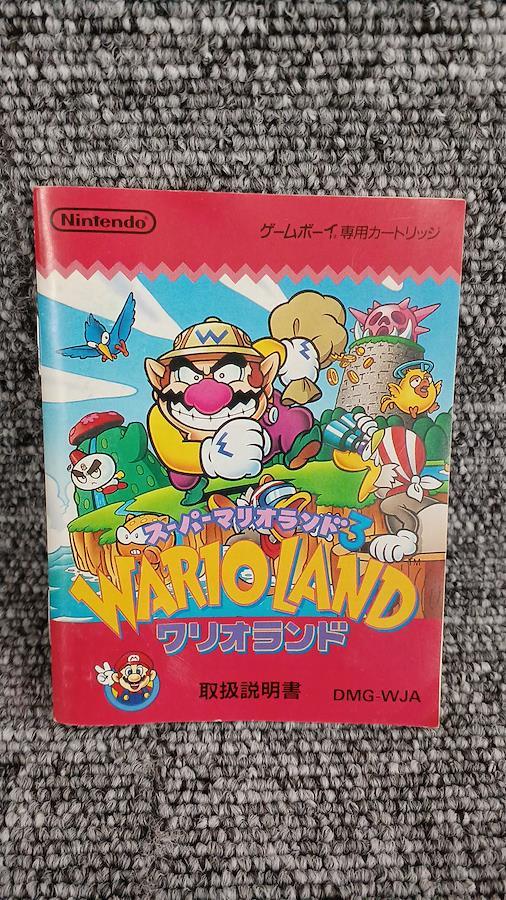 Nintendo®
ゲームボーイ®専用カートリッジ
W
スーパーマリオランド3
WARIO LAND™
ワリオランド
取扱説明書
DMG-WJA